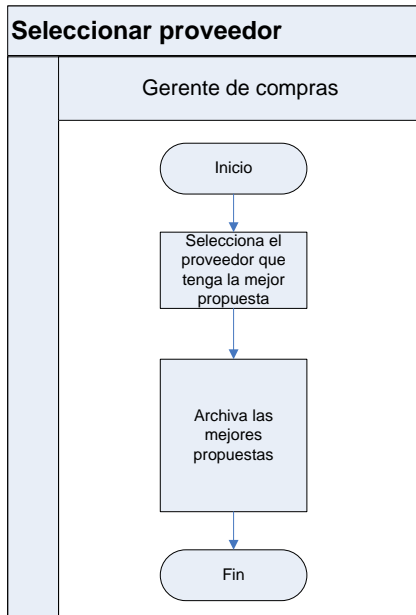 Seleccionar proveedor
Gerente de compras
Inicio
Selecciona el
proveedor que
tenga la mejor
propuesta
Archiva las
mejores
propuestas
Fin